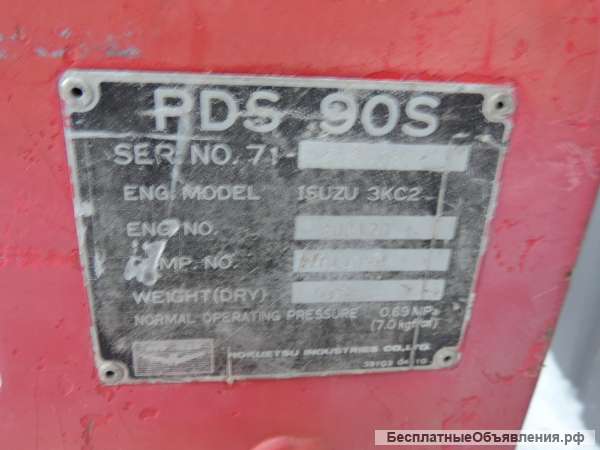 PDS 90S
SER. NO. 71-
ENG. MODEL ISUZU 3KC2
ENG. NO.
COMP. NO.
WEIGHT (DRY)
NORMAL OPERATING PRESSURE 0.69 MPa
(7.0 kgf/cm²)
HOKUETSU INDUSTRIES CO., LTD.
БесплатныеОбъявления.рф